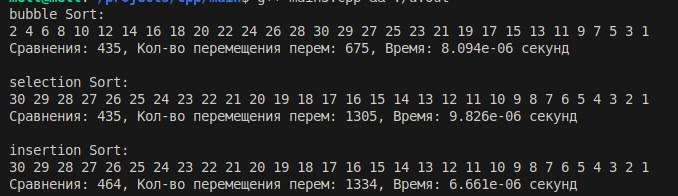 bubble Sort:
2 4 6 8 10 12 14 16 18 20 22 24 26 28 30 29 27 25 23 21 19 17 15 13 11 9 7 5 3 1
Сравнения: 435, Кол-во перемещения перем: 675, Время: 8.094e-06 секунд
selection Sort:
30 29 28 27 26 25 24 23 22 21 20 19 18 17 16 15 14 13 12 11 10 9 8 7 6 5 4 3 2 1
Сравнения: 435, Кол-во перемещения перем: 1305, Время: 9.826e-06 секунд
insertion Sort:
30 29 28 27 26 25 24 23 22 21 20 19 18 17 16 15 14 13 12 11 10 9 8 7 6 5 4 3 2 1
Сравнения: 464, Кол-во перемещения перем: 1334, Время: 6.661e-06 секунд